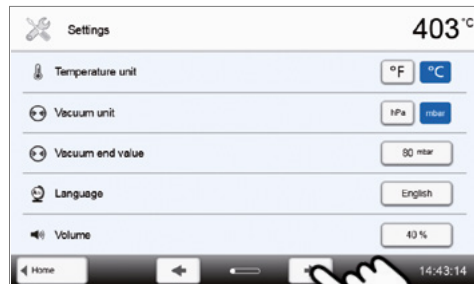 Settings 403 °C
Temperature unit °F °C
Vacuum unit hPa mbar
Vacuum end value 80 mbar
Language English
Volume 40 %
Home 14:43:14